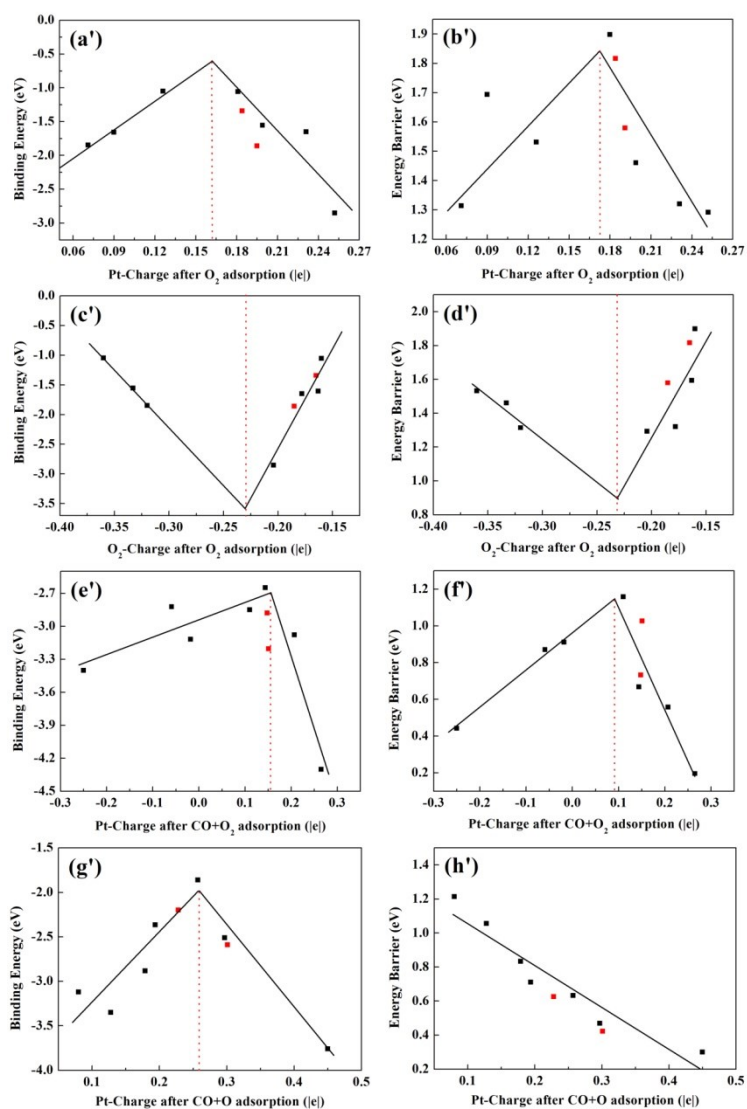 (a')
Binding Energy (eV)
0.0
-0.5
-1.0
-1.5
-2.0
-2.5
-3.0
0.06 0.09 0.12 0.15 0.18 0.21 0.24 0.27
Pt-Charge after O₂ adsorption (|e|)
(b')
Energy Barrier (eV)
1.9
1.8
1.7
1.6
1.5
1.4
1.3
1.2
0.06 0.09 0.12 0.15 0.18 0.21 0.24 0.27
Pt-Charge after O₂ adsorption (|e|)
(c')
Binding Energy (eV)
0.0
-0.5
-1.0
-1.5
-2.0
-2.5
-3.0
-3.5
-0.40 -0.35 -0.30 -0.25 -0.20 -0.15
O₂-Charge after O₂ adsorption (|e|)
(d')
Energy Barrier (eV)
2.0
1.8
1.6
1.4
1.2
1.0
0.8
-0.40 -0.35 -0.30 -0.25 -0.20 -0.15
O₂-Charge after O₂ adsorption (|e|)
(e')
Binding Energy (eV)
-2.7
-3.0
-3.3
-3.6
-3.9
-4.2
-4.5
-0.3 -0.2 -0.1 0.0 0.1 0.2 0.3
Pt-Charge after CO+O₂ adsorption (|e|)
(f')
Energy Barrier (eV)
1.2
1.0
0.8
0.6
0.4
0.2
-0.3 -0.2 -0.1 0.0 0.1 0.2 0.3
Pt-Charge after CO+O₂ adsorption (|e|)
(g')
Binding Energy (eV)
-1.5
-2.0
-2.5
-3.0
-3.5
-4.0
0.1 0.2 0.3 0.4 0.5
Pt-Charge after CO+O adsorption (|e|)
(h')
Energy Barrier (eV)
1.4
1.2
1.0
0.8
0.6
0.4
0.2
0.1 0.2 0.3 0.4 0.5
Pt-Charge after CO+O adsorption (|e|)